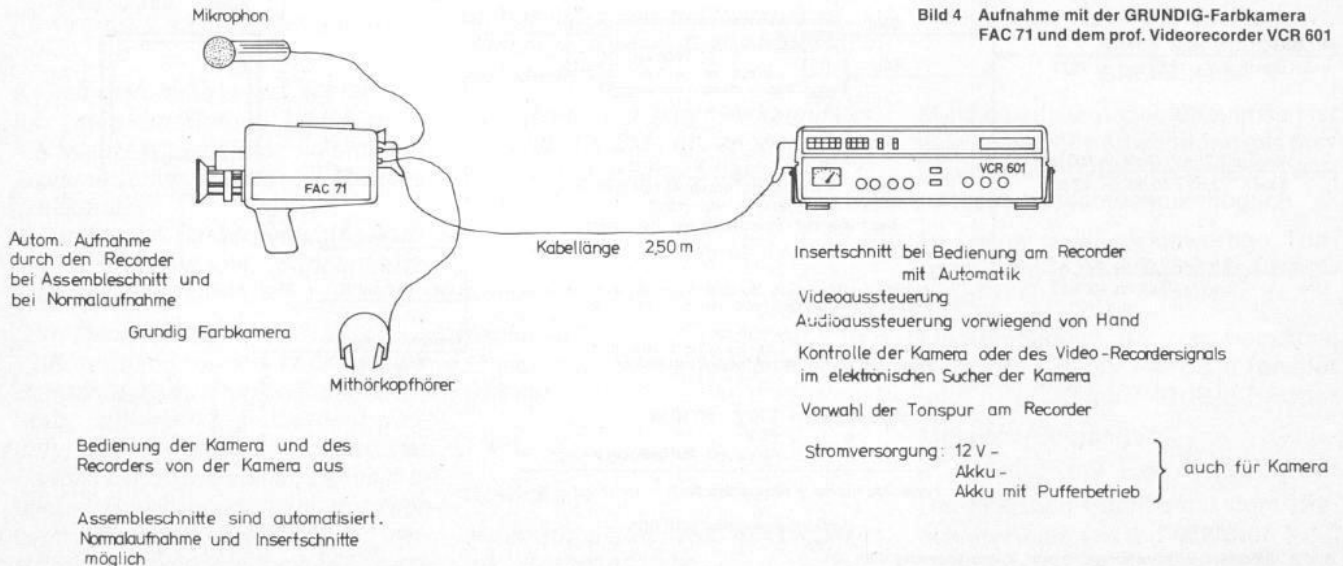 Bild 4 Aufnahme mit der GRUNDIG-Farbkamera
FAC 71 und dem prof. Videorecorder VCR 601
Mikrophon
FAC 71
VCR 601
Kabellänge 2,50 m
Autom. Aufnahme
durch den Recorder
bei Assembleschnitt und
bei Normalaufnahme
Grundig Farbkamera
Mithörkopfhörer
Bedienung der Kamera und des
Recorders von der Kamera aus
Assembleschnitte sind automatisiert.
Normalaufnahme und Insertschnitte
möglich
Insertschnitt bei Bedienung am Recorder
mit Automatik
Videoaussteuerung
Audioaussteuerung vorwiegend von Hand
Kontrolle der Kamera oder des Video-Recordersignals
im elektronischen Sucher der Kamera
Vorwahl der Tonspur am Recorder
Stromversorgung: 12 V -
Akku -
Akku mit Pufferbetrieb
auch für Kamera